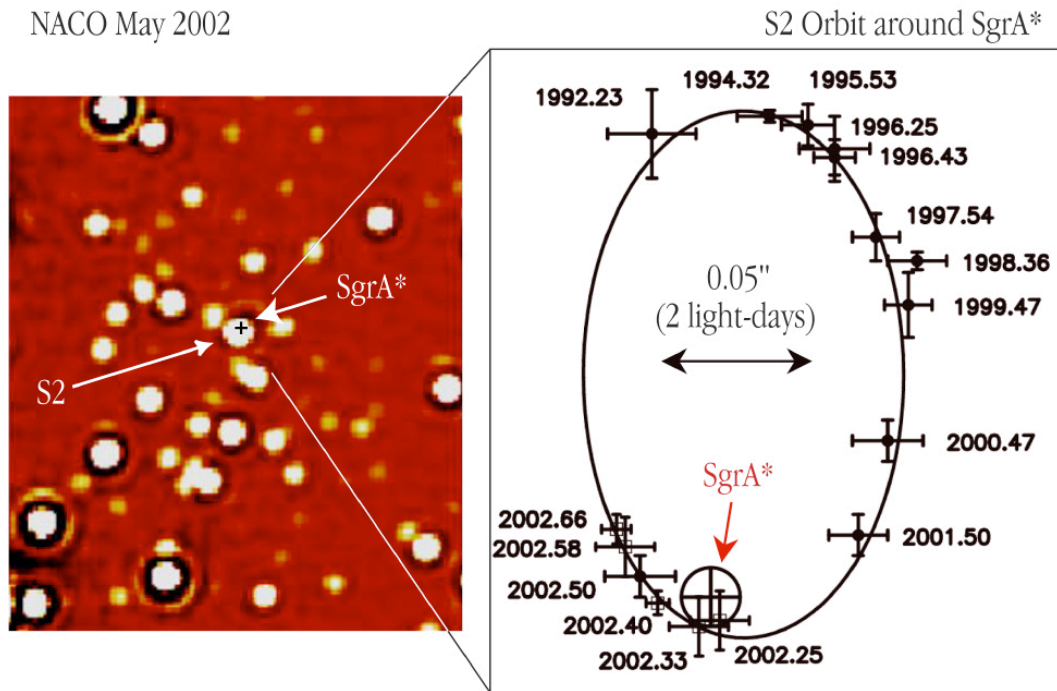 NACO May 2002
S2 Orbit around SgrA*
SgrA*
S2
1992.23
1994.32
1995.53
1996.25
1996.43
1997.54
1998.36
1999.47
0.05"
(2 light-days)
2000.47
SgrA*
2001.50
2002.66
2002.58
2002.50
2002.40
2002.33
2002.25